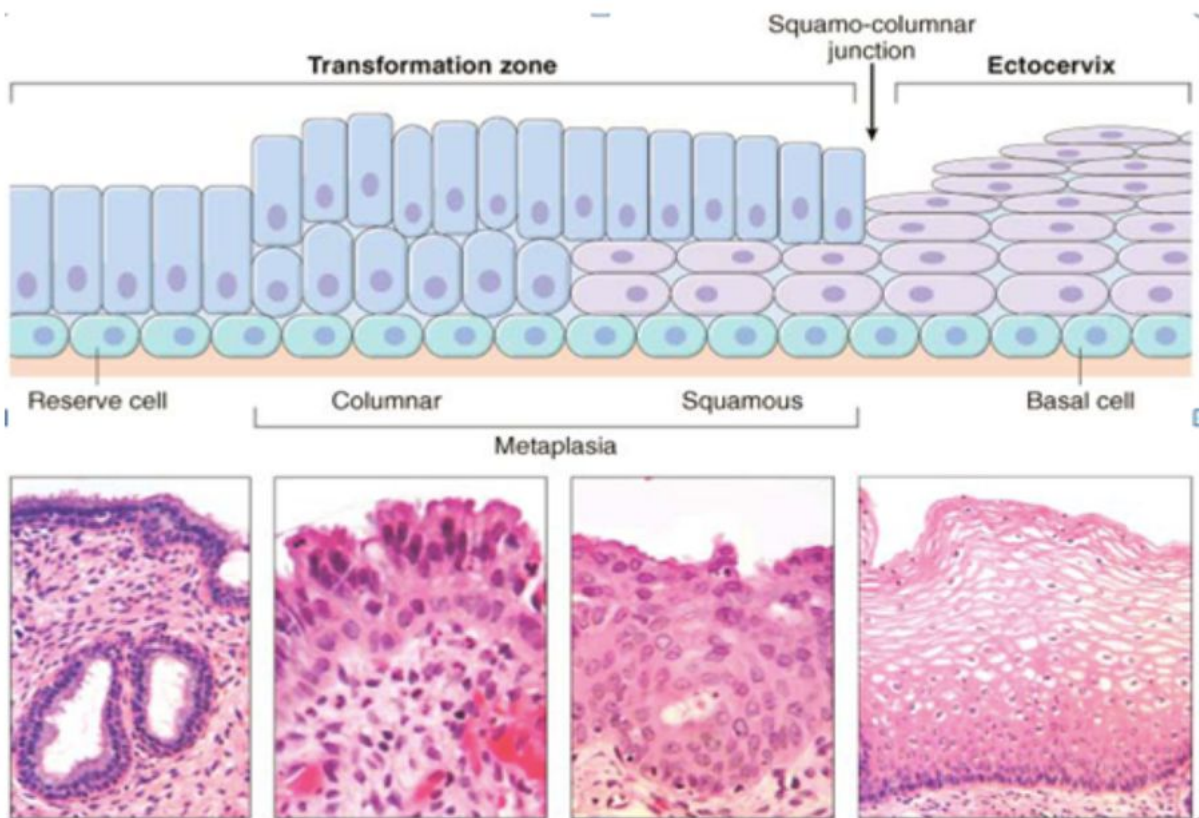 Squamo-columnar
junction
Transformation zone
Ectocervix
Reserve cell
Columnar
Squamous
Basal cell
Metaplasia